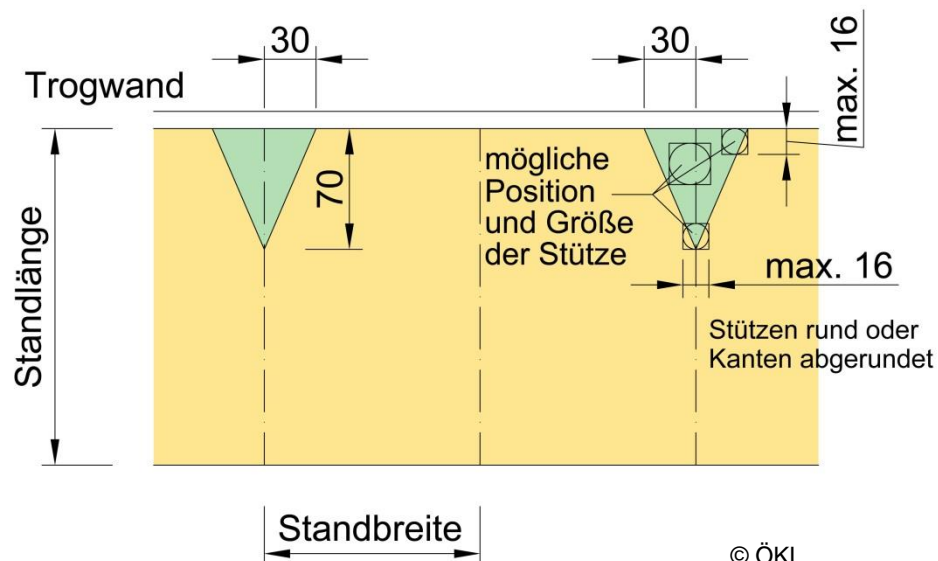 30
30
max. 16
Trogwand
mögliche
Position
und Größe
der Stütze
70
Standlänge
max. 16
Stützen rund oder
Kanten abgerundet
Standbreite
© ÖKL